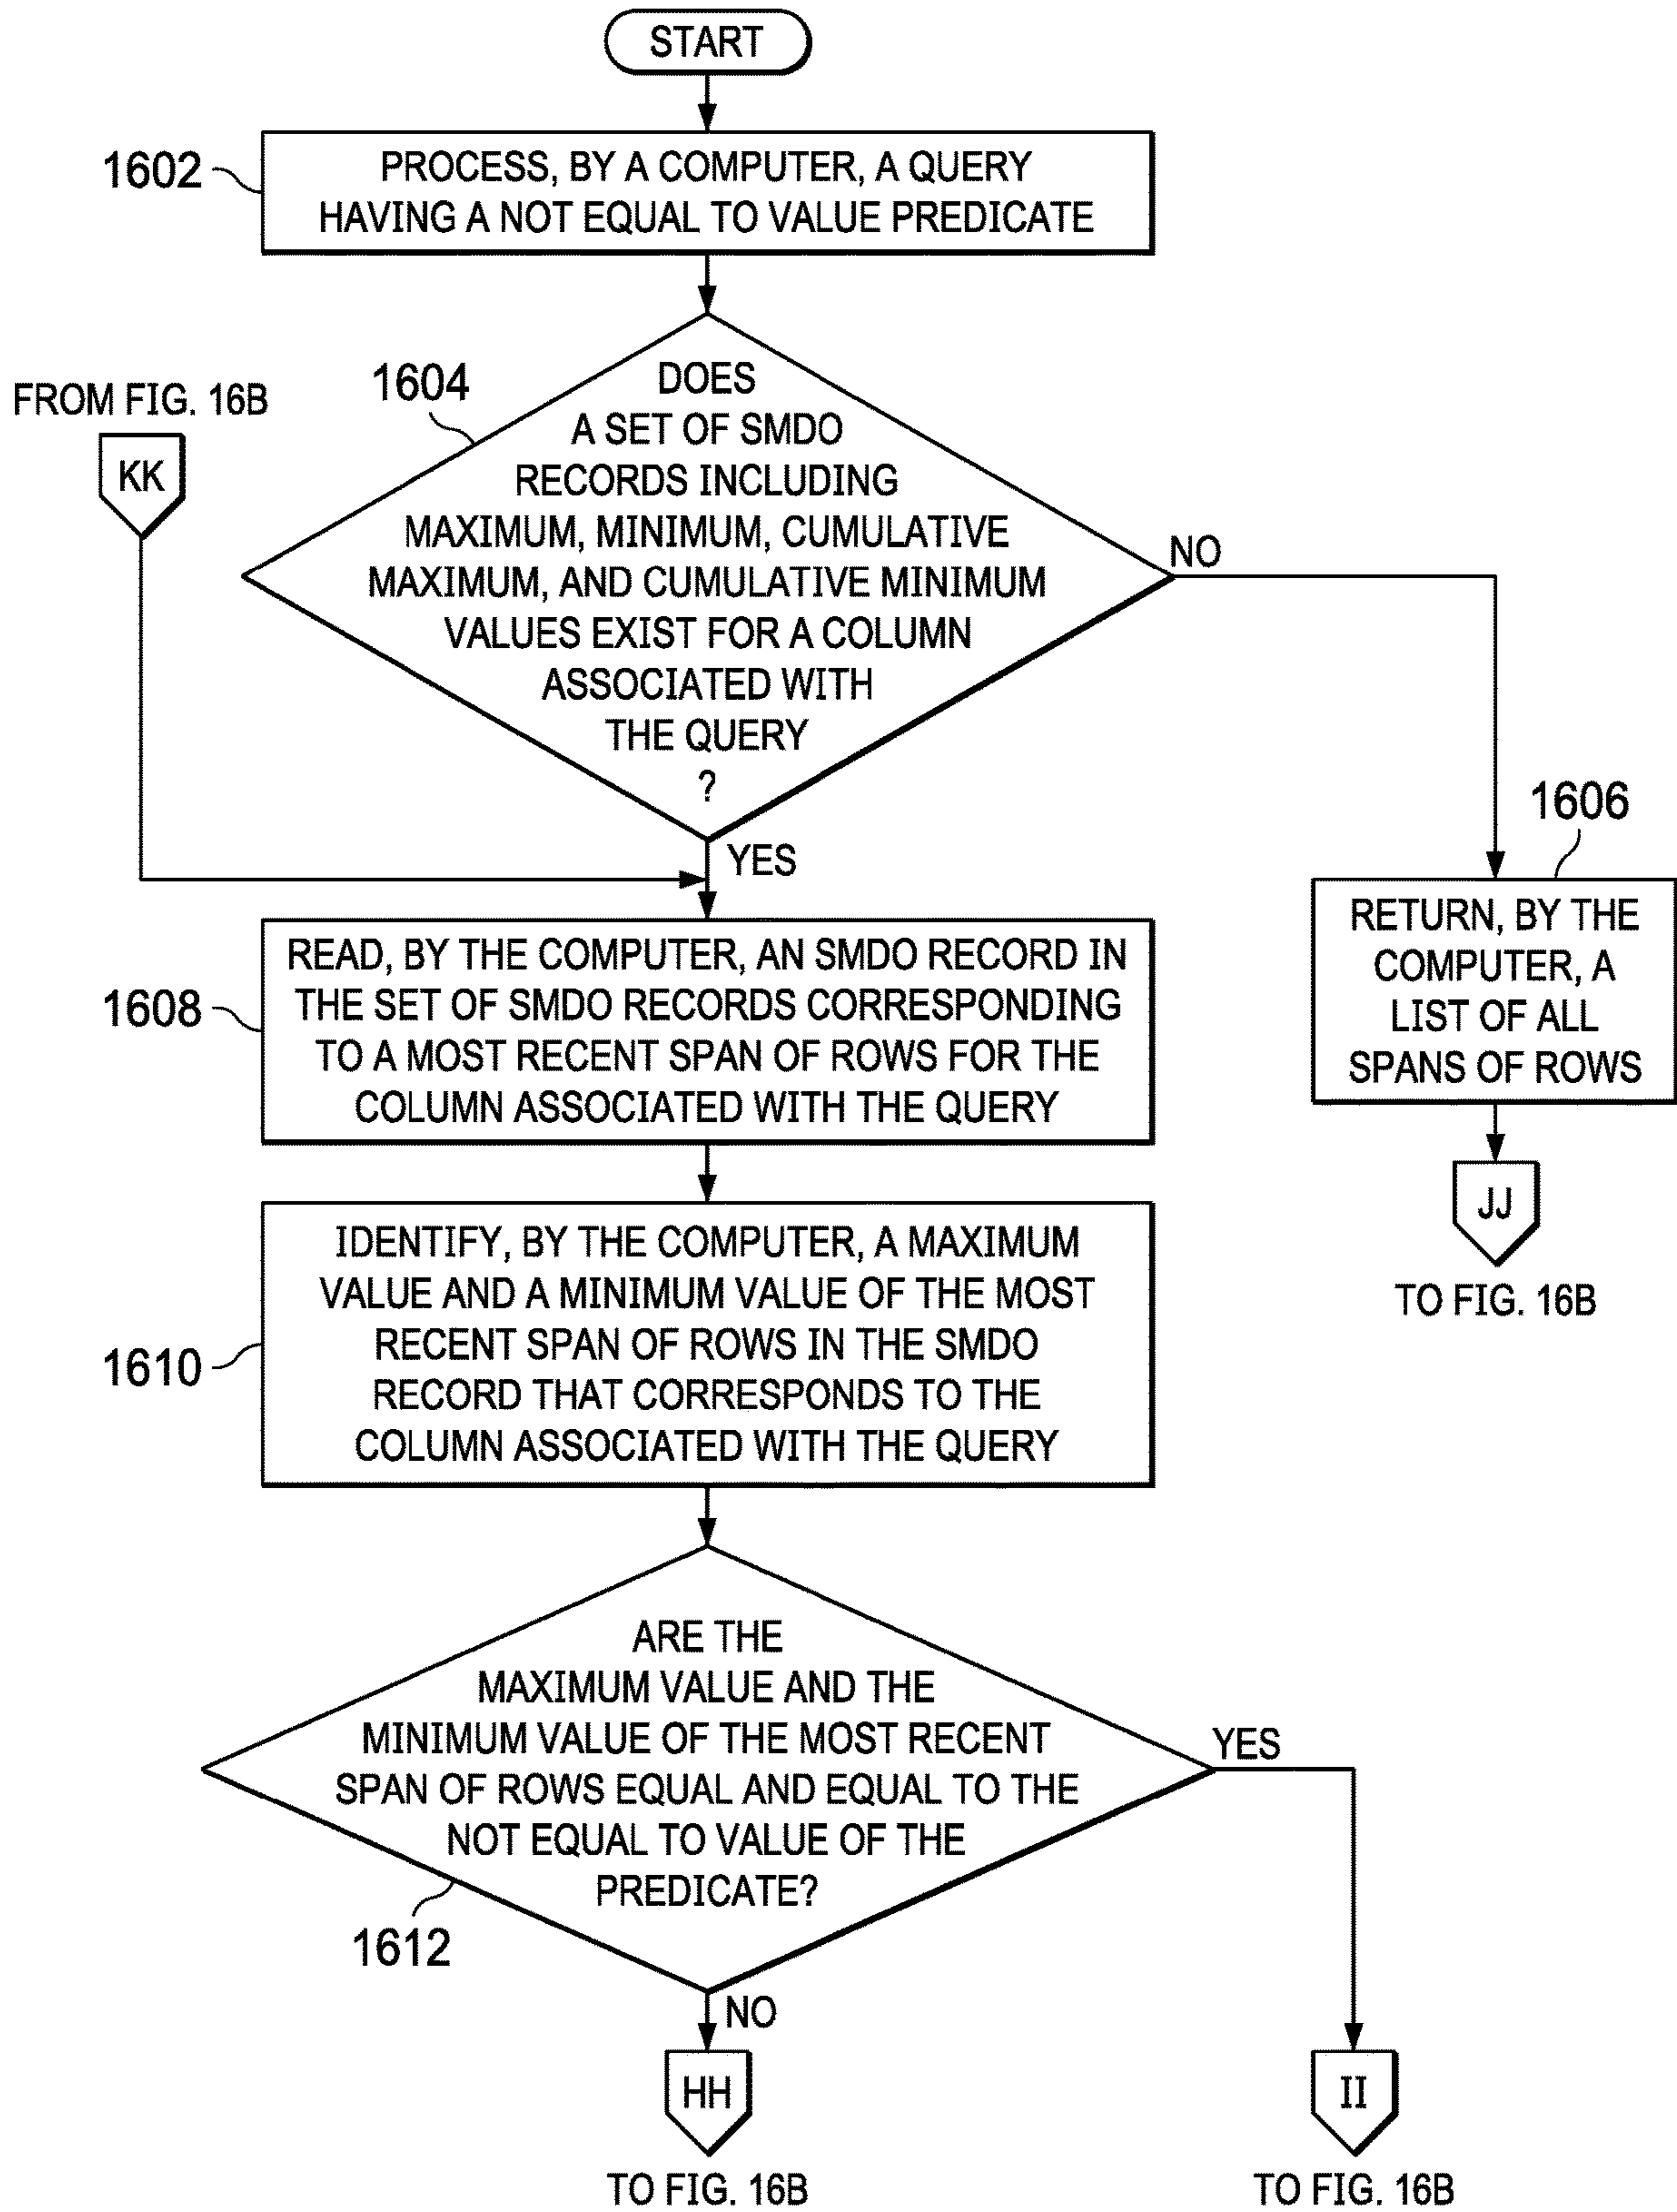 START
1602
PROCESS, BY A COMPUTER, A QUERY
HAVING A NOT EQUAL TO VALUE PREDICATE
FROM FIG. 16B
KK
1604
DOES
A SET OF SMDO
RECORDS INCLUDING
MAXIMUM, MINIMUM, CUMULATIVE
MAXIMUM, AND CUMULATIVE MINIMUM
VALUES EXIST FOR A COLUMN
ASSOCIATED WITH
THE QUERY
?
NO
YES
1606
RETURN, BY THE
COMPUTER, A
LIST OF ALL
SPANS OF ROWS
JJ
TO FIG. 16B
1608
READ, BY THE COMPUTER, AN SMDO RECORD IN
THE SET OF SMDO RECORDS CORRESPONDING
TO A MOST RECENT SPAN OF ROWS FOR THE
COLUMN ASSOCIATED WITH THE QUERY
1610
IDENTIFY, BY THE COMPUTER, A MAXIMUM
VALUE AND A MINIMUM VALUE OF THE MOST
RECENT SPAN OF ROWS IN THE SMDO
RECORD THAT CORRESPONDS TO THE
COLUMN ASSOCIATED WITH THE QUERY
ARE THE
MAXIMUM VALUE AND THE
MINIMUM VALUE OF THE MOST RECENT
SPAN OF ROWS EQUAL AND EQUAL TO THE
NOT EQUAL TO VALUE OF THE
PREDICATE?
1612
YES
NO
HH
TO FIG. 16B
II
TO FIG. 16B